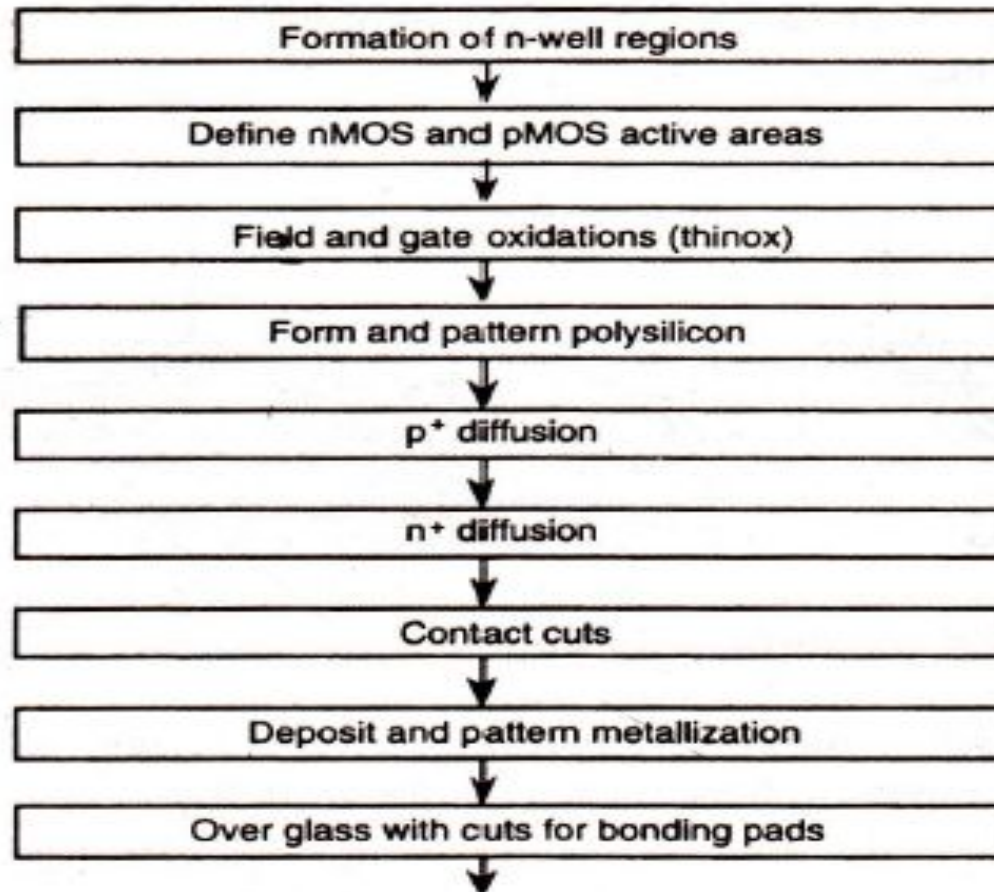 Formation of n-well regions
Define nMOS and pMOS active areas
Field and gate oxidations (thinox)
Form and pattern polysilicon
p⁺ diffusion
n⁺ diffusion
Contact cuts
Deposit and pattern metallization
Over glass with cuts for bonding pads